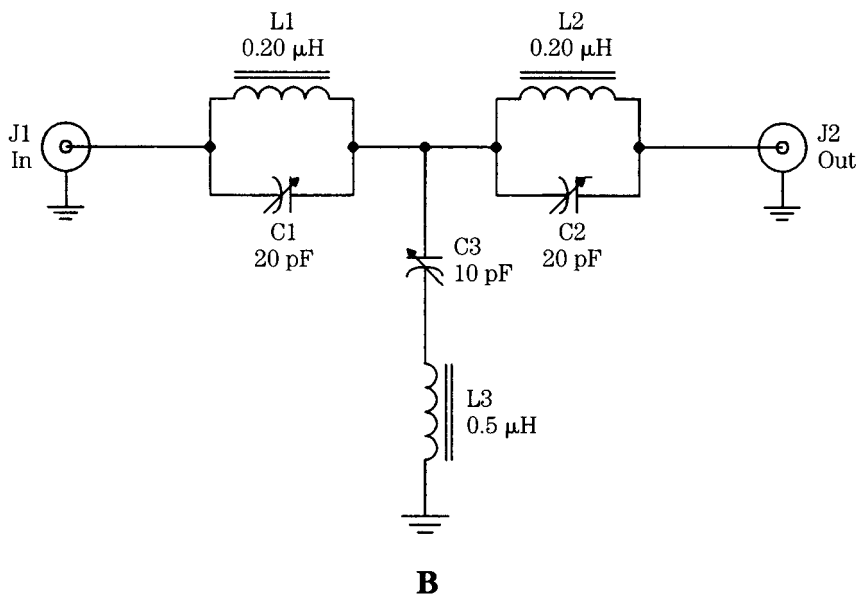 L1
0.20 μH
L2
0.20 μH
J1
In
J2
Out
C1
20 pF
C2
20 pF
C3
10 pF
L3
0.5 μH
B